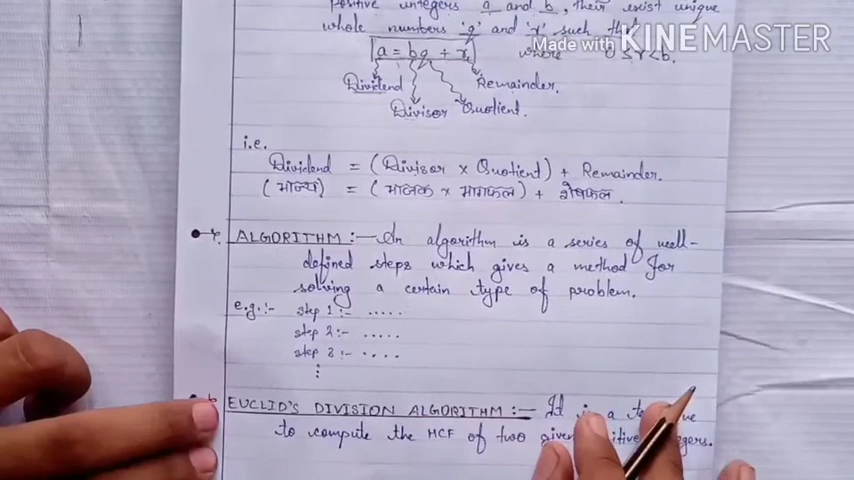 positive integers a and b, there exist unique
whole numbers 'q' and 'r' such
a = bq + r, where 0 ≤ r < b.
Made with KINEMASTER
Dividend Remainder.
Divisor Quotient.
i.e.
Dividend = (Divisor x Quotient) + Remainder.
(भाज्य) = (भाजक x भागफल) + शेषफल.
ALGORITHM :— An algorithm is a series of well-
defined steps which gives a method for
solving a certain type of problem.
e.g.:- step 1 :- .....
step 2 :- .....
step 3 :- ....
⋮
EUCLID'S DIVISION ALGORITHM :— It is a
to compute the HCF of two